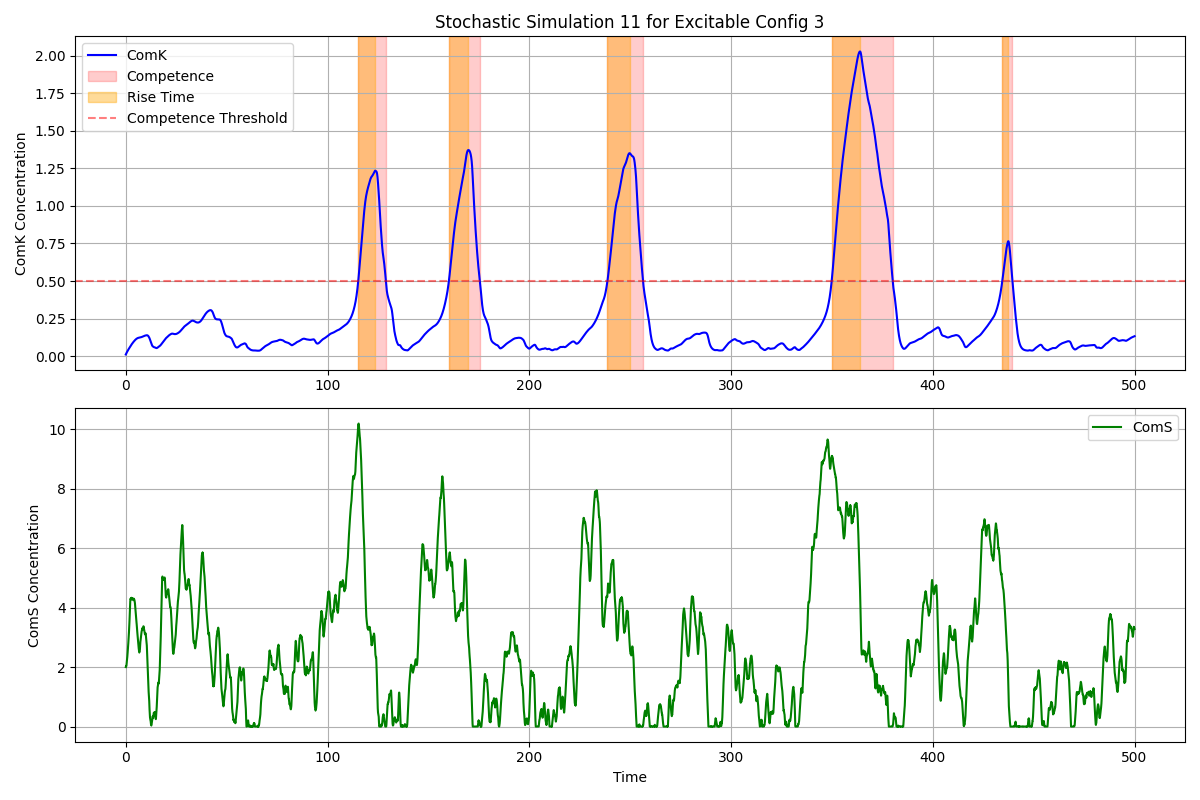 Stochastic Simulation 11 for Excitable Config 3
ComK Concentration
2.00
1.75
1.50
1.25
1.00
0.75
0.50
0.25
0.00
ComK
Competence
Rise Time
Competence Threshold
0 100 200 300 400 500
ComS Concentration
10
8
6
4
2
0
ComS
0 100 200 300 400 500
Time